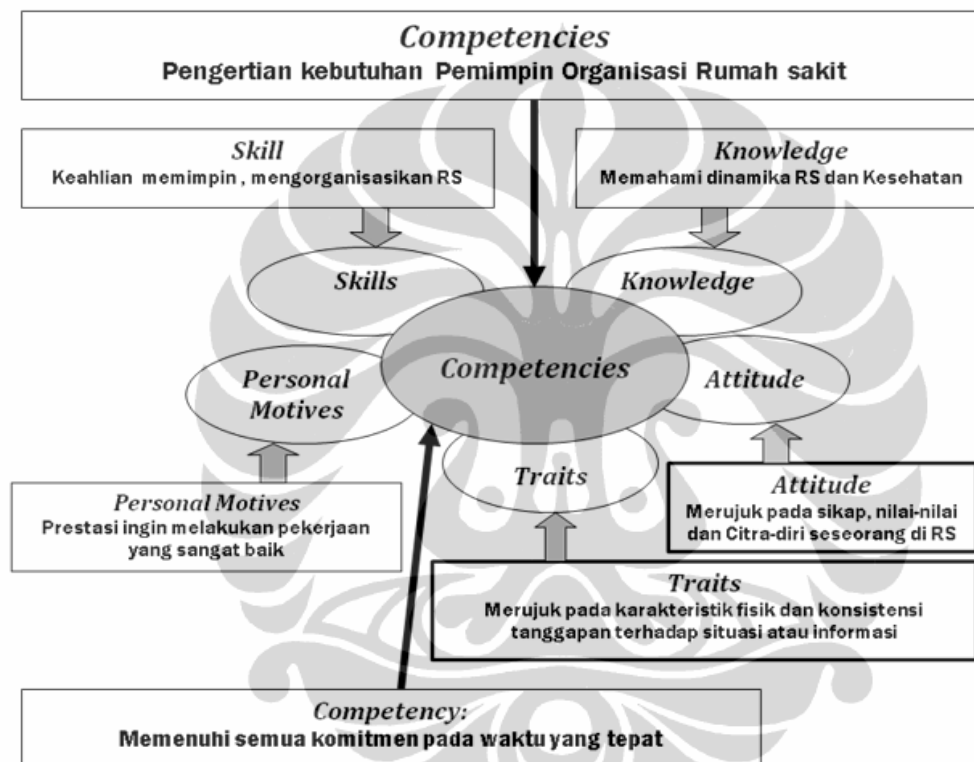 Competencies
Pengertian kebutuhan Pemimpin Organisasi Rumah sakit
Skill
Keahlian memimpin , mengorganisasikan RS
Knowledge
Memahami dinamika RS dan Kesehatan
Skills
Knowledge
Competencies
Personal
Motives
Attitude
Traits
Personal Motives
Prestasi ingin melakukan pekerjaan
yang sangat baik
Attitude
Merujuk pada sikap, nilai-nilai
dan Citra-diri seseorang di RS
Traits
Merujuk pada karakteristik fisik dan konsistensi
tanggapan terhadap situasi atau informasi
Competency:
Memenuhi semua komitmen pada waktu yang tepat